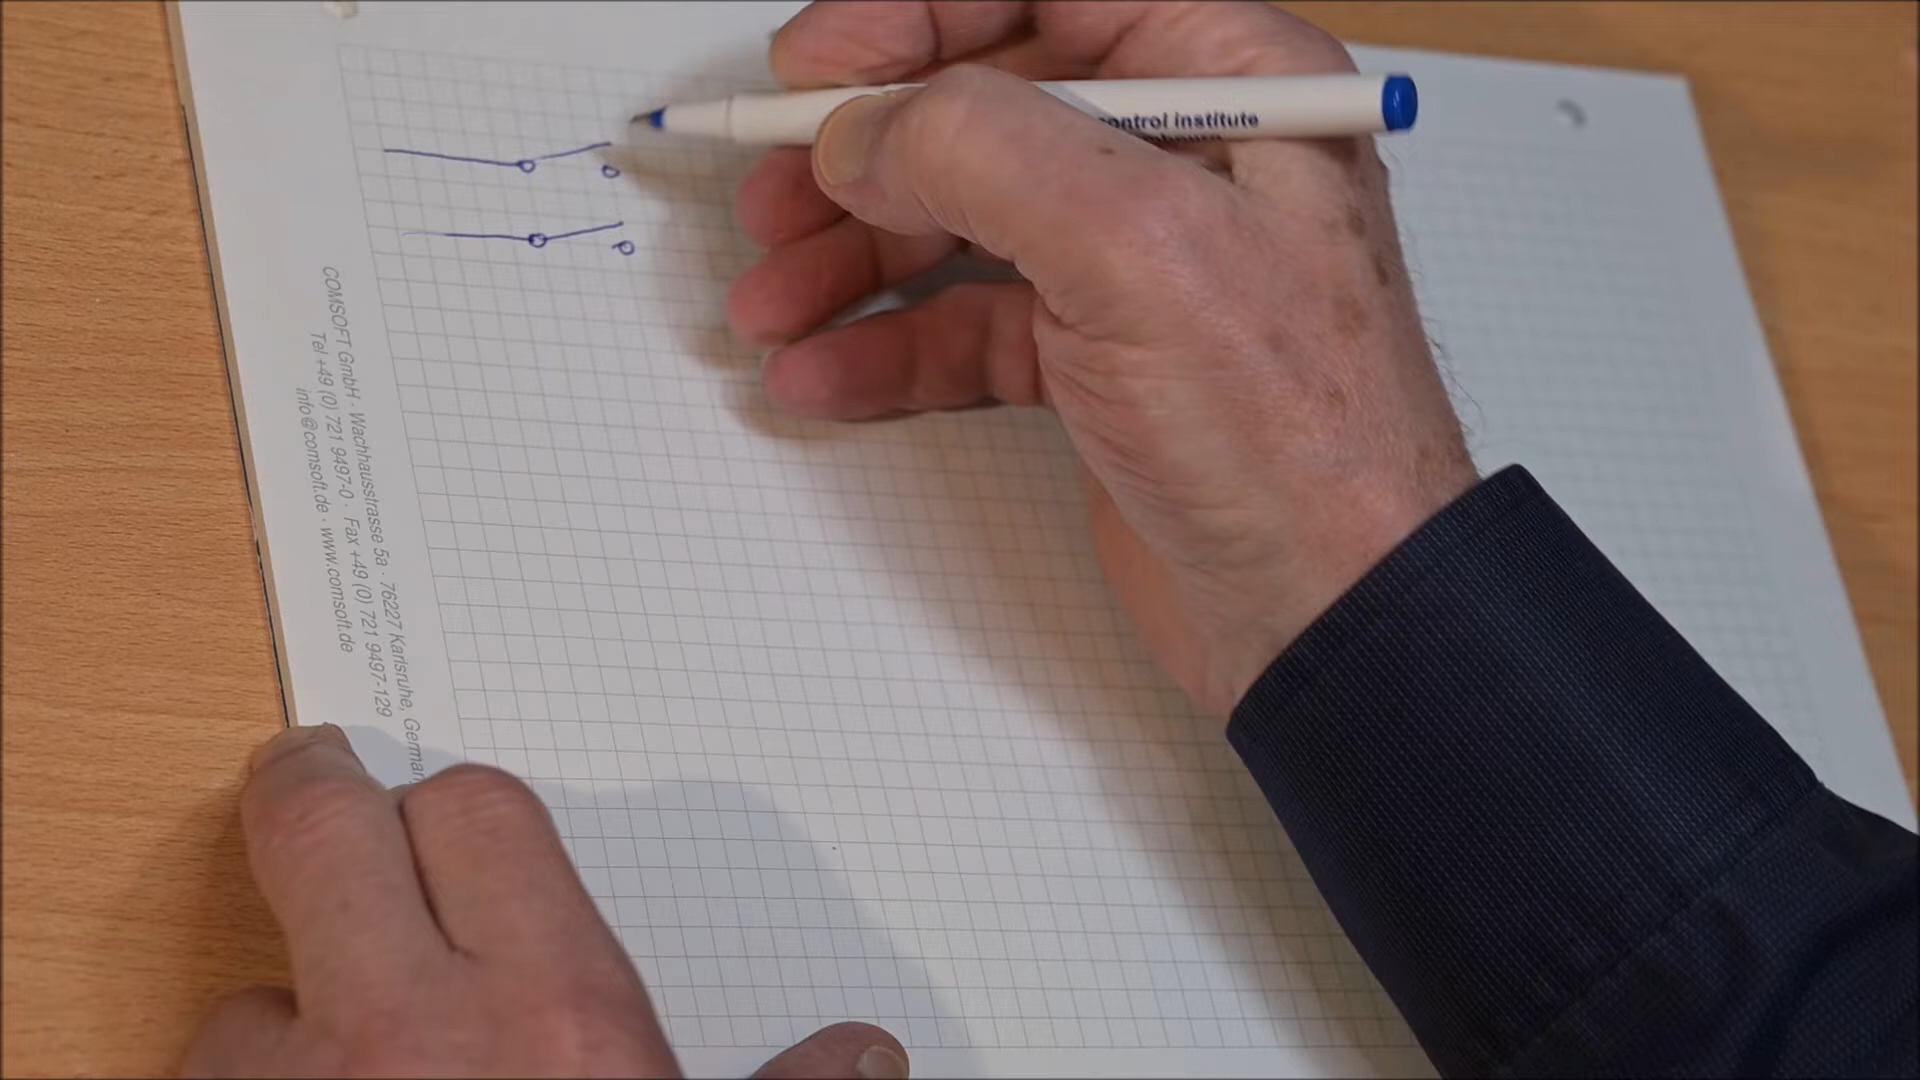 control institute
COMSOFT GmbH · Wachhausstrasse 5a · 76227 Karlsruhe, German
Tel +49 (0) 721 9497-0 · Fax +49 (0) 721 9497-129
info@comsoft.de · www.comsoft.de